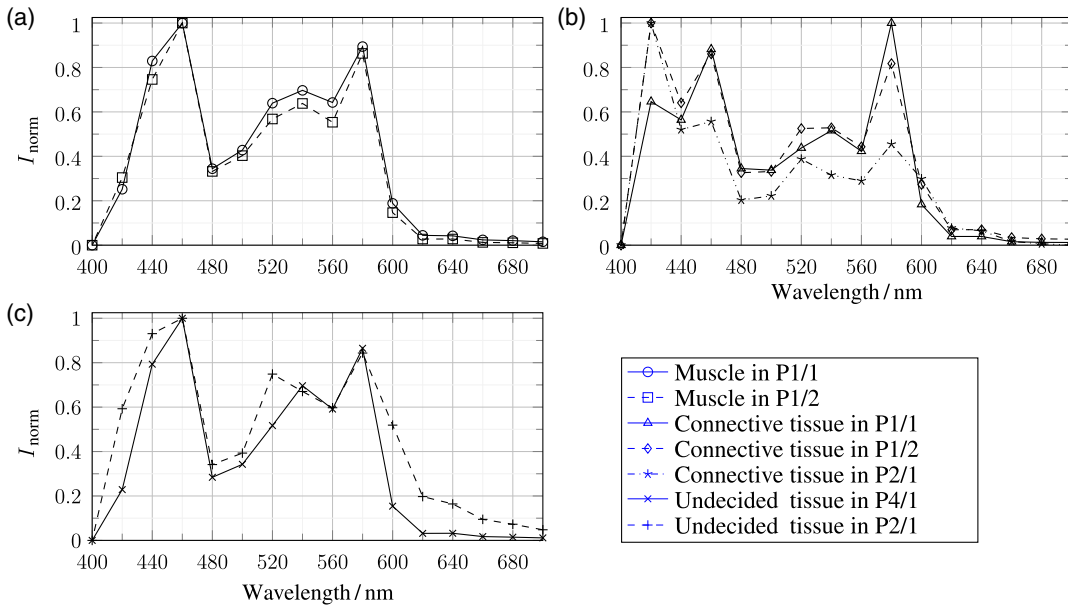 (a)
1
0.8
0.6
0.4
0.2
0
I_norm
400 440 480 520 560 600 640 680
(b)
1
0.8
0.6
0.4
0.2
0
400 440 480 520 560 600 640 680
Wavelength / nm
(c)
1
0.8
0.6
0.4
0.2
0
I_norm
400 440 480 520 560 600 640 680
Wavelength / nm
Muscle in P1/1
Muscle in P1/2
Connective tissue in P1/1
Connective tissue in P1/2
Connective tissue in P2/1
Undecided tissue in P4/1
Undecided tissue in P2/1